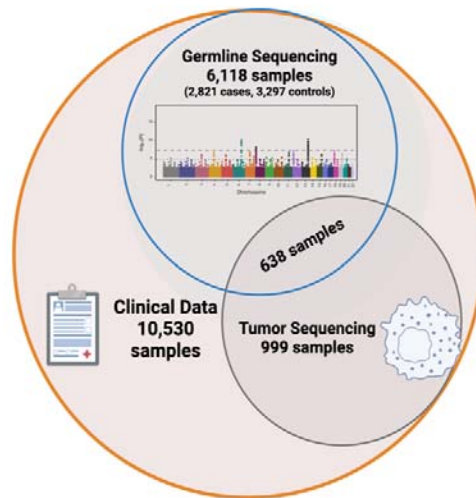 Germline Sequencing
6,118 samples
(2,821 cases, 3,297 controls)
Chromosome
638 samples
Clinical Data
10,530
samples
Tumor Sequencing
999 samples